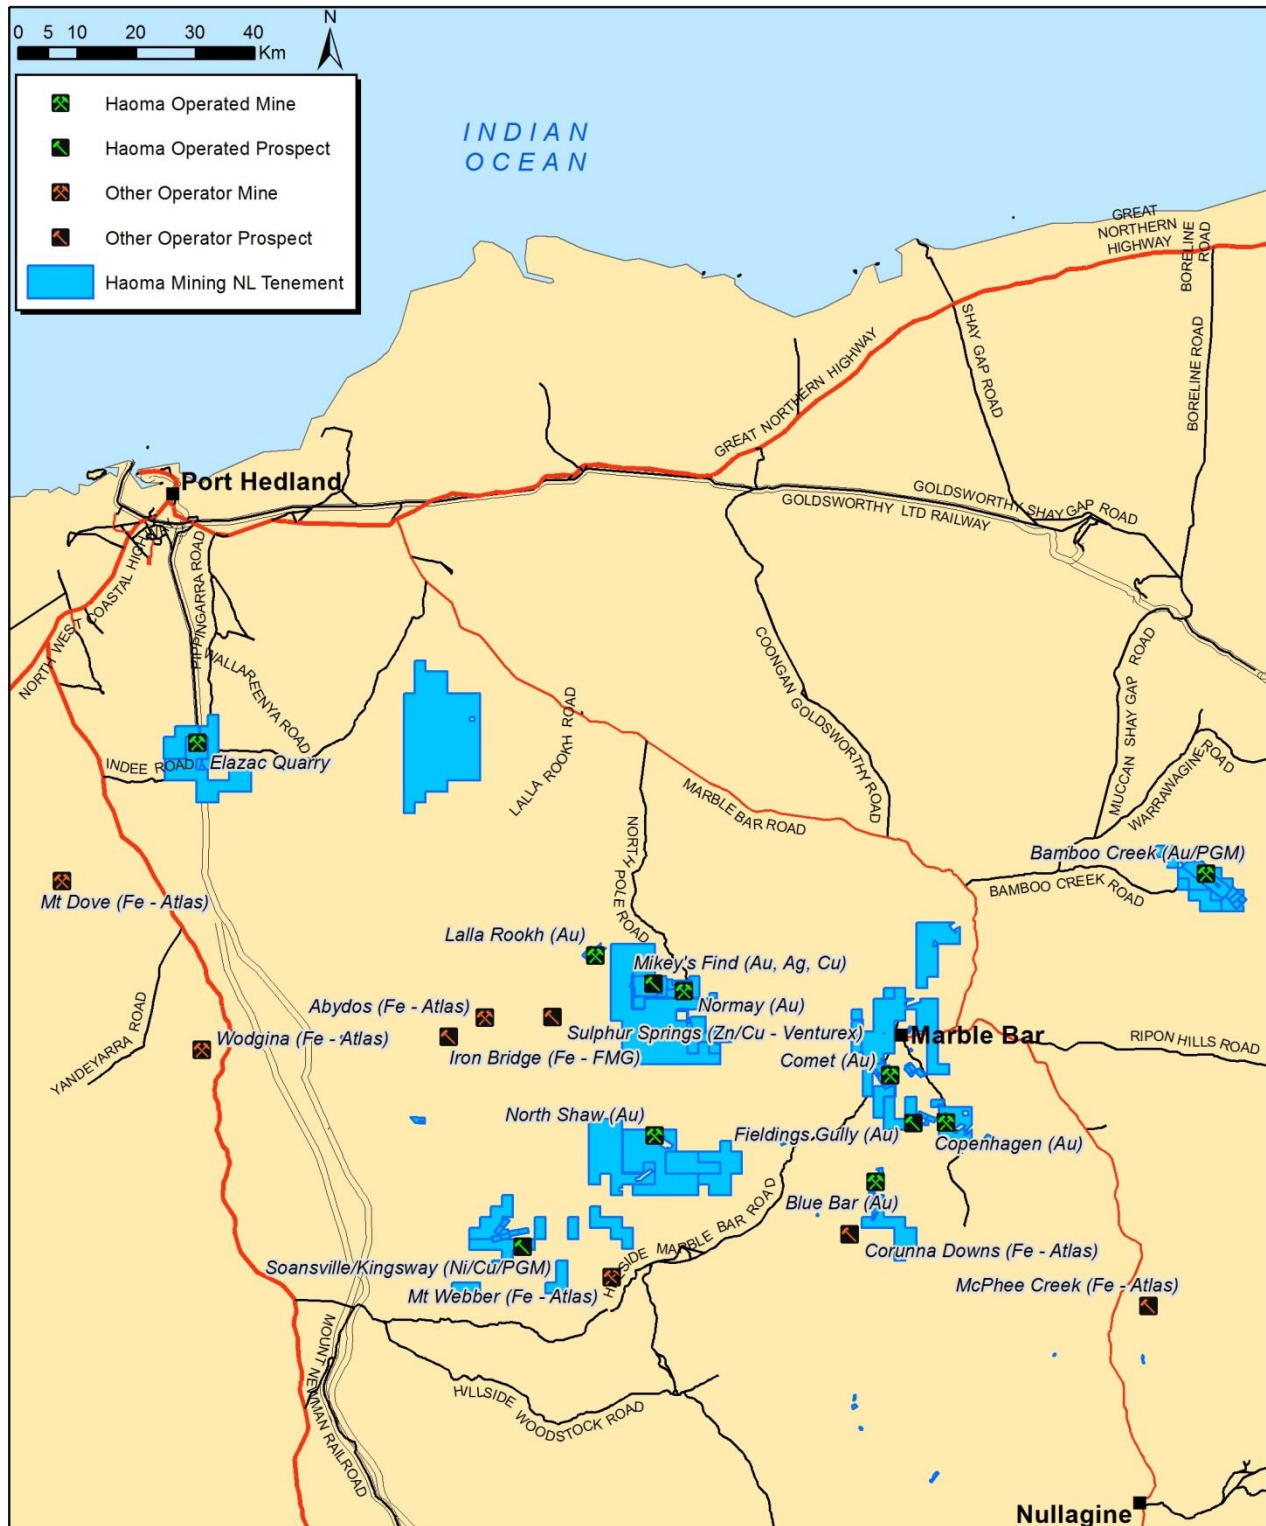 0 5 10 20 30 40
Km
N
Haoma Operated Mine
Haoma Operated Prospect
Other Operator Mine
Other Operator Prospect
Haoma Mining NL Tenement
INDIAN
OCEAN
GREAT
NORTHERN
HIGHWAY
BORELINE
ROAD
SHAY GAP ROAD
BORELINE ROAD
GREAT NORTHERN HIGHWAY
Port Hedland
GOLDSWORTHY SHAY GAP ROAD
GOLDSWORTHY LTD RAILWAY
NORTH WEST COASTAL HIGHWAY
PIPPINGARRA ROAD
WALLAREENYA ROAD
COONGAN GOLDSWORTHY ROAD
MUCCAN SHAY GAP ROAD
WARRAWAGINE
ROAD
LALLA ROOKH ROAD
INDEE ROAD
Elazac Quarry
MARBLE BAR ROAD
NORTH POLE ROAD
Bamboo Creek (Au/PGM)
BAMBOO CREEK ROAD
Mt Dove (Fe - Atlas)
Lalla Rookh (Au)
Mikey's Find (Au, Ag, Cu)
Normay (Au)
YANDEYARRA ROAD
Abydos (Fe - Atlas)
Wodgina (Fe - Atlas)
Sulphur Springs (Zn/Cu - Venturex)
Marble Bar
RIPON HILLS ROAD
Iron Bridge (Fe - FMG)
Comet (Au)
North Shaw (Au)
Fieldings Gully (Au)
Copenhagen (Au)
Blue Bar (Au)
HILLSIDE MARBLE BAR ROAD
Corunna Downs (Fe - Atlas)
Soansville/Kingsway (Ni/Cu/PGM)
Mt Webber (Fe - Atlas)
McPhee Creek (Fe - Atlas)
MOUNT NEWMAN RAILROAD
HILLSIDE WOODSTOCK ROAD
Nullagine